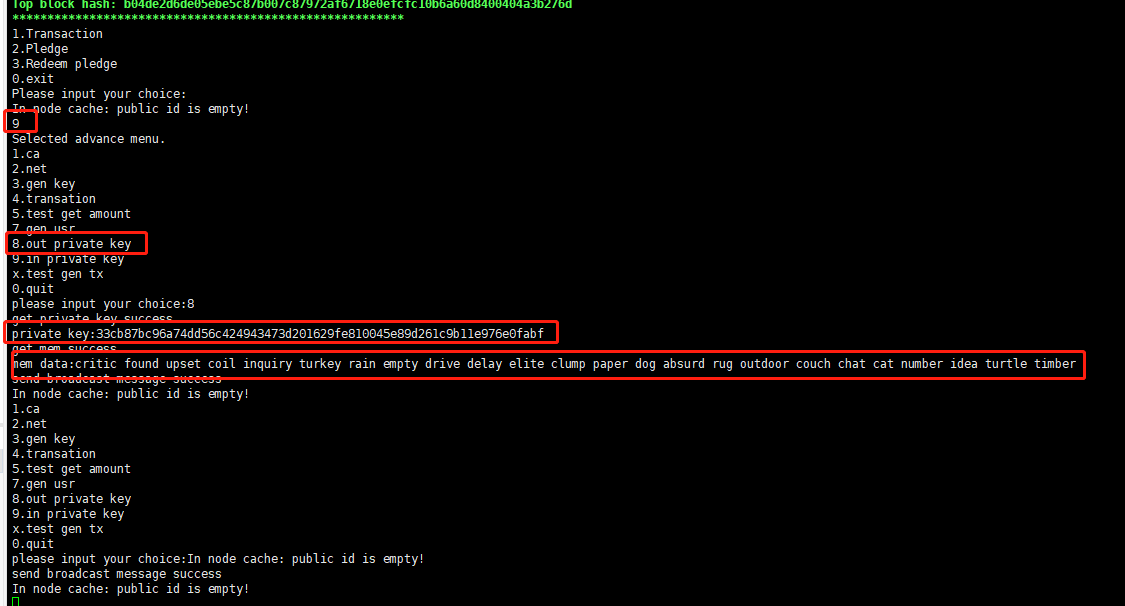 Top block hash: b04de2d6de05ebe5c87b007c87972af6718e0efcfc10b6a60d8400404a3b276d
********************************************************
1.Transaction
2.Pledge
3.Redeem pledge
0.exit
Please input your choice:
In node cache: public id is empty!
9
Selected advance menu.
1.ca
2.net
3.gen key
4.transation
5.test get amount
7.gen usr
8.out private key
9.in private key
x.test gen tx
0.quit
please input your choice:8
get private key success
private key:33cb87bc96a74dd56c424943473d201629fe810045e89d261c9b11e976e0fabf
get mem success
mem data:critic found upset coil inquiry turkey rain empty drive delay elite clump paper dog absurd rug outdoor couch chat cat number idea turtle timber
send broadcast message success
In node cache: public id is empty!
1.ca
2.net
3.gen key
4.transation
5.test get amount
7.gen usr
8.out private key
9.in private key
x.test gen tx
0.quit
please input your choice:In node cache: public id is empty!
send broadcast message success
In node cache: public id is empty!